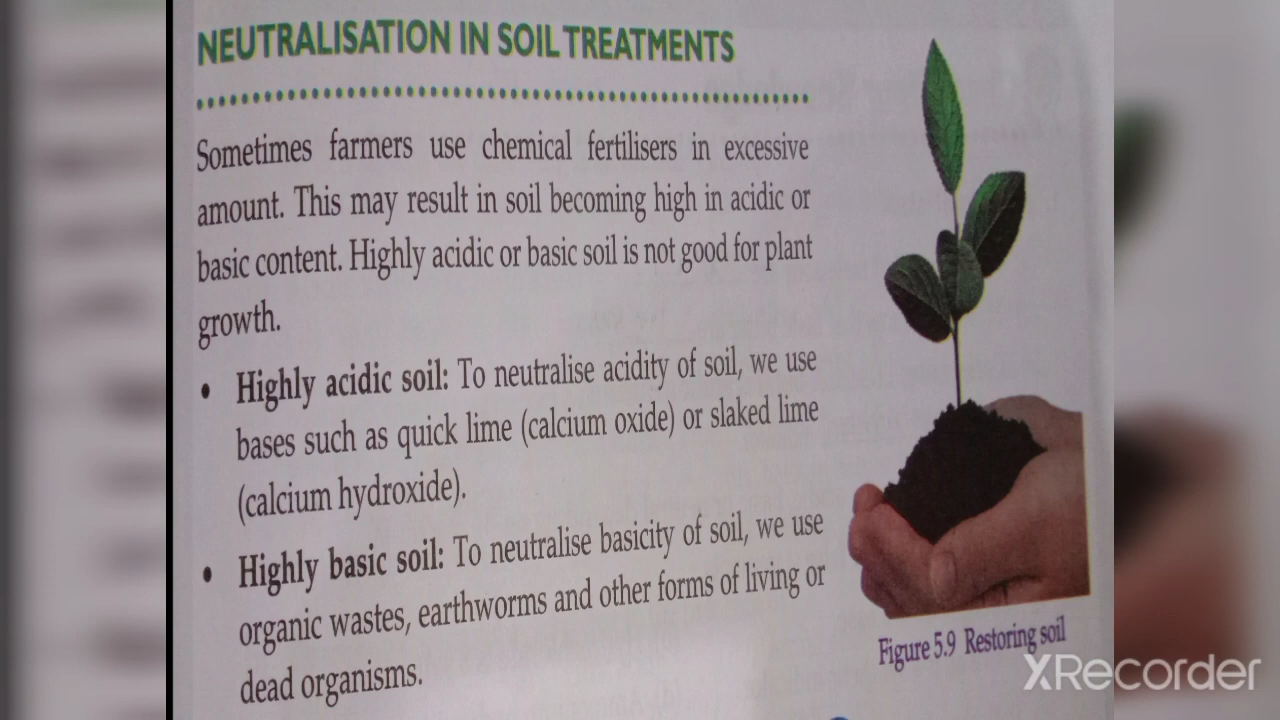 NEUTRALISATION IN SOIL TREATMENTS
Sometimes farmers use chemical fertilisers in excessive
amount. This may result in soil becoming high in acidic or
basic content. Highly acidic or basic soil is not good for plant
growth.
• Highly acidic soil: To neutralise acidity of soil, we use
bases such as quick lime (calcium oxide) or slaked lime
(calcium hydroxide).
• Highly basic soil: To neutralise basicity of soil, we use
organic wastes, earthworms and other forms of living or
dead organisms.
Figure 5.9 Restoring soil
XRecorder